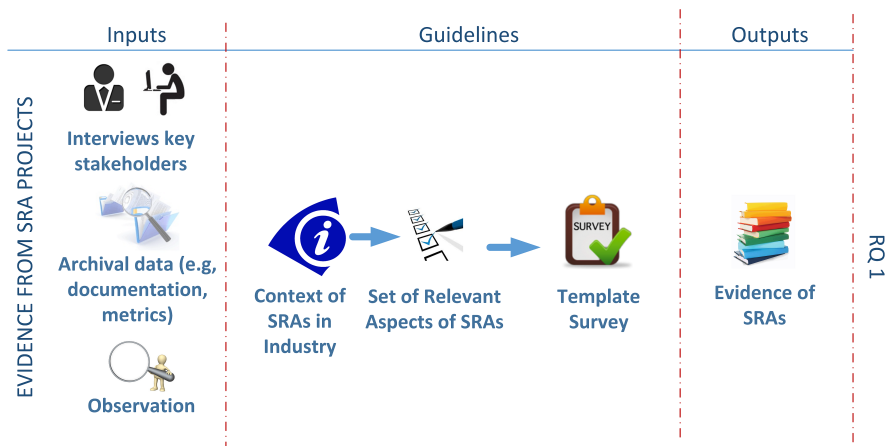 Inputs
Guidelines
Outputs
EVIDENCE FROM SRA PROJECTS
Interviews key
stakeholders
Archival data (e.g,
documentation,
metrics)
Observation
i
Context of
SRAs in
Industry
Set of Relevant
Aspects of SRAs
SURVEY
Template
Survey
Evidence of
SRAs
RQ 1